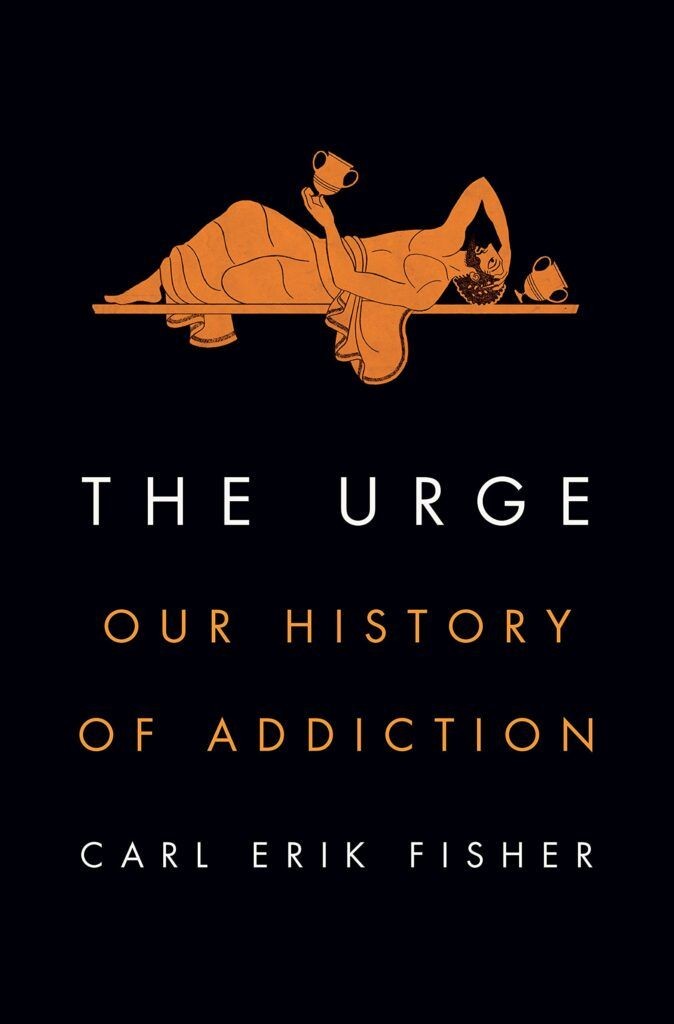 THE URGE
OUR HISTORY
OF ADDICTION
CARL ERIK FISHER